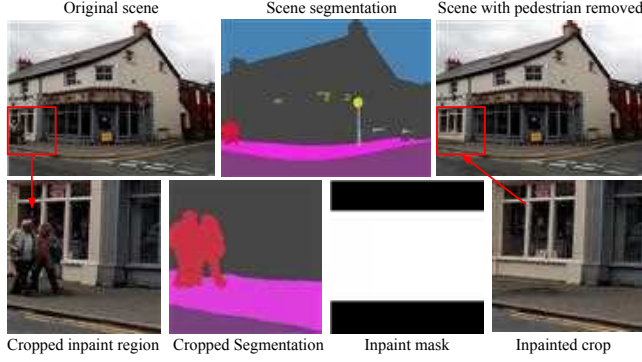 Original scene
Scene segmentation
Scene with pedestrian removed
Cropped inpaint region
Cropped Segmentation
Inpaint mask
Inpainted crop